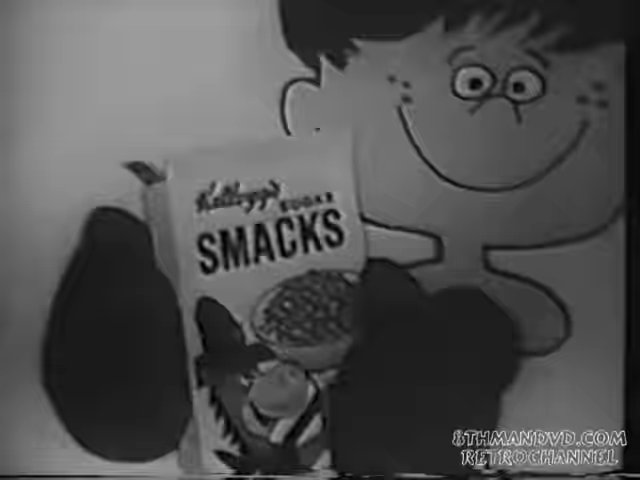 Kellogg's
SUGAR
SMACKS
8THMANDVD.COM
RETROCHANNEL